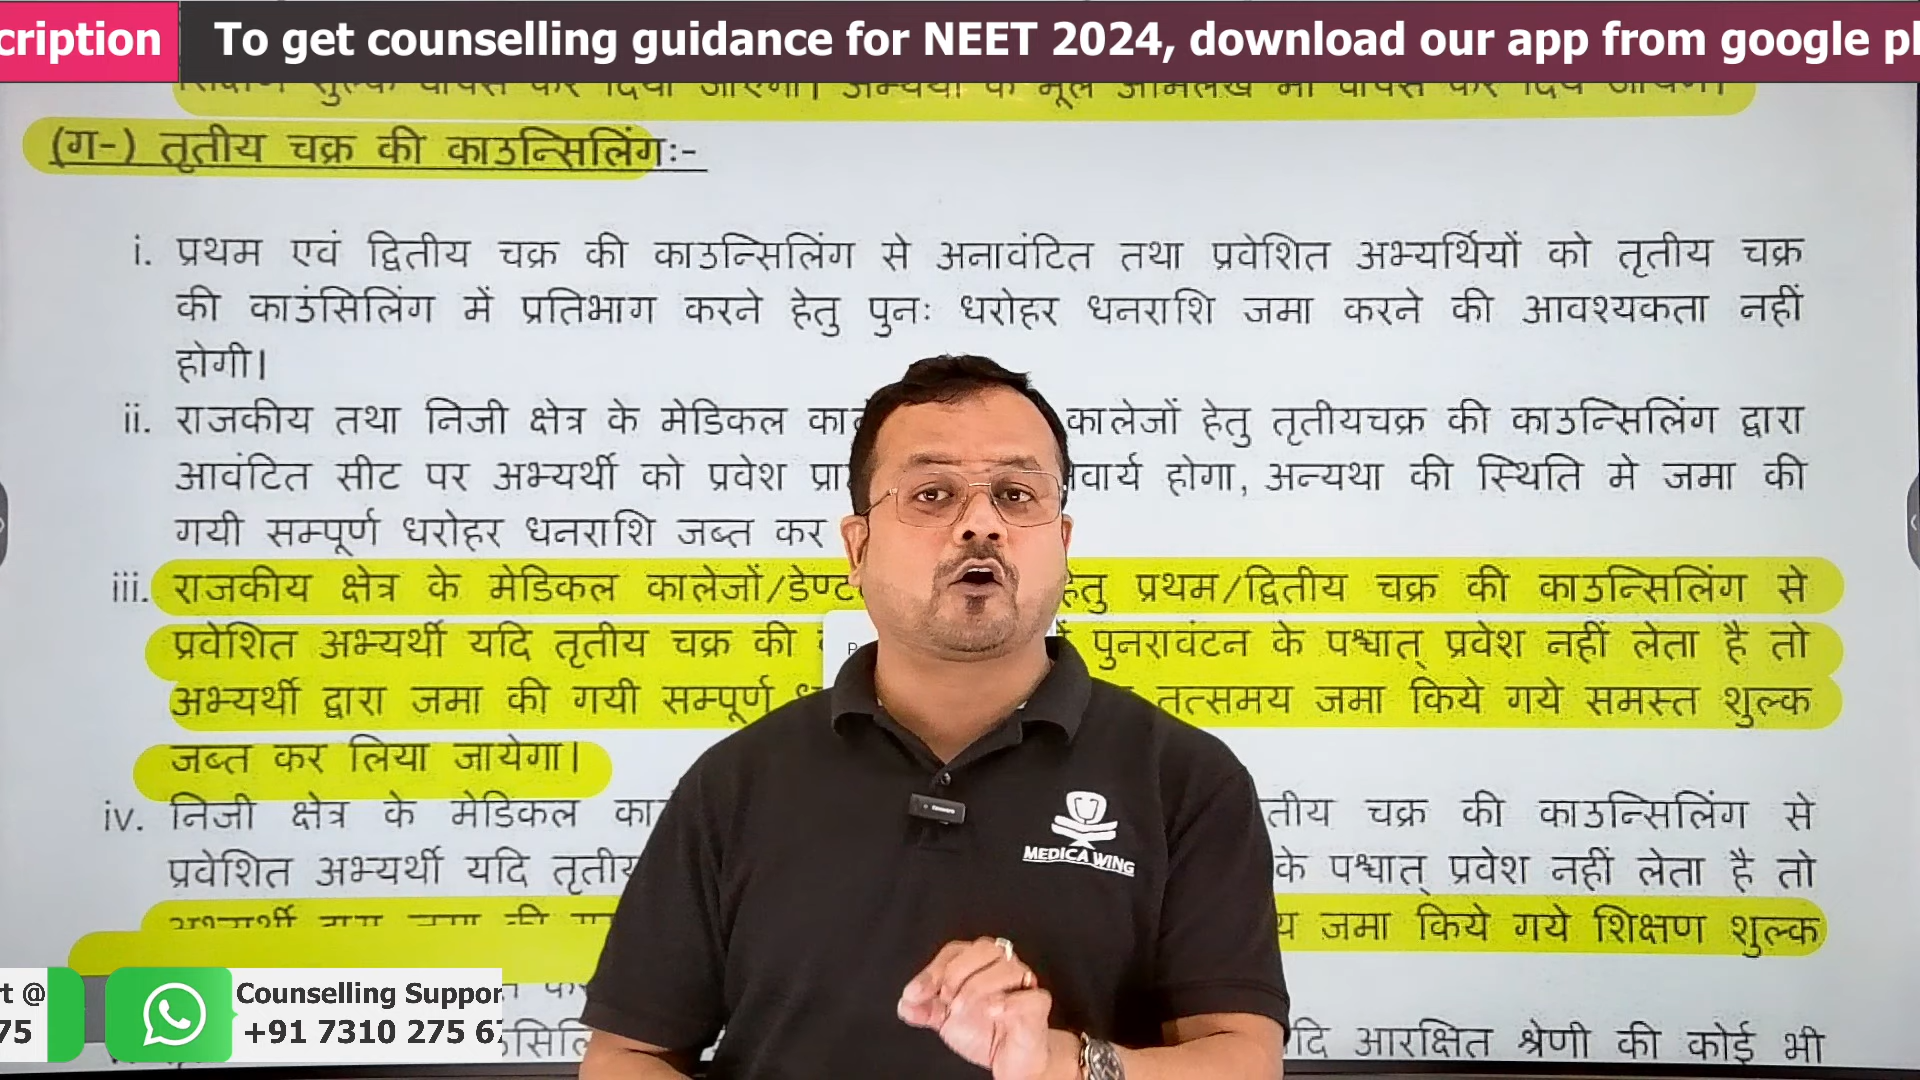 cription To get counselling guidance for NEET 2024, download our app from google pl
(ग-) तृतीय चक्र की काउन्सिलिंगः-
i. प्रथम एवं द्वितीय चक्र की काउन्सिलिंग से अनावंटित तथा प्रवेशित अभ्यर्थियों को तृतीय चक्र
की काउंसिलिंग में प्रतिभाग करने हेतु पुनः धरोहर धनराशि जमा करने की आवश्यकता नहीं
होगी।
ii. राजकीय तथा निजी क्षेत्र के मेडिकल कालेजों हेतु तृतीयचक्र की काउन्सिलिंग द्वारा
आवंटित सीट पर अभ्यर्थी को प्रवेश होगा, अन्यथा की स्थिति मे जमा की
गयी सम्पूर्ण धरोहर धनराशि जब्त कर
iii. राजकीय क्षेत्र के मेडिकल कालेजों/ हेतु प्रथम/द्वितीय चक्र की काउन्सिलिंग से
प्रवेशित अभ्यर्थी यदि तृतीय चक्र की पुनरावंटन के पश्चात् प्रवेश नहीं लेता है तो
अभ्यर्थी द्वारा जमा की गयी सम्पूर्ण तत्समय जमा किये गये समस्त शुल्क
जब्त कर लिया जायेगा।
iv. निजी क्षेत्र के मेडिकल चक्र की काउन्सिलिंग से
प्रवेशित अभ्यर्थी यदि के पश्चात् प्रवेश नहीं लेता है तो
जमा किये गये शिक्षण शुल्क
आरक्षित श्रेणी की कोई भी
MEDICA WING
rt @ Counselling Suppor
75 +91 7310 275 67